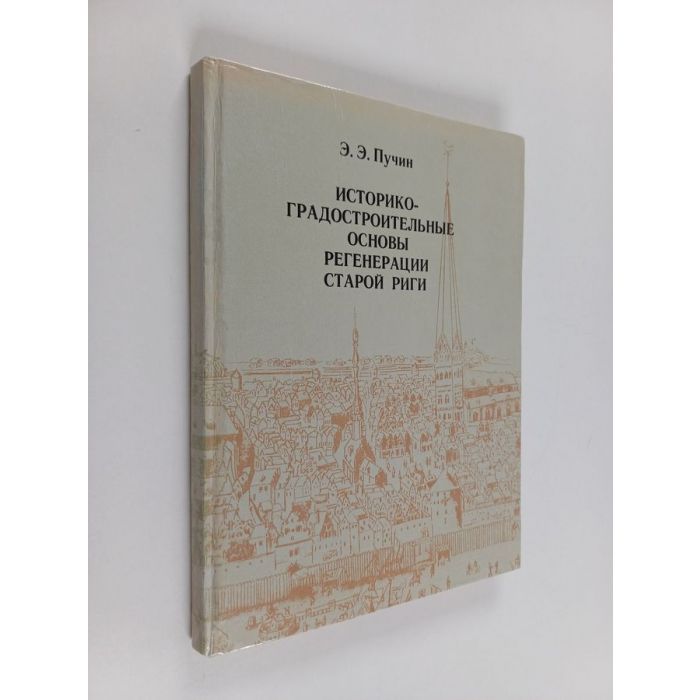 Э. Э. Пучин
ИСТОРИКО-
ГРАДОСТРОИТЕЛЬНЫЕ
ОСНОВЫ
РЕГЕНЕРАЦИИ
СТАРОЙ РИГИ